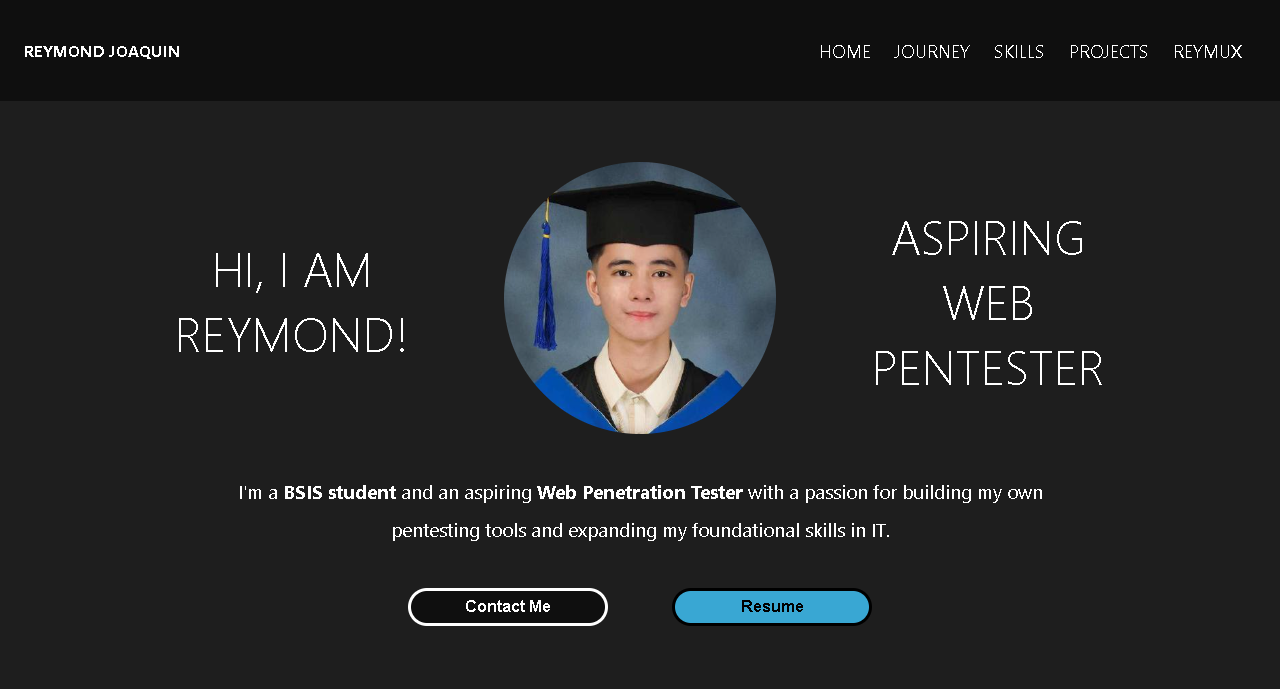 REYMOND JOAQUIN
HOME JOURNEY SKILLS PROJECTS REYMUX
HI, I AM
REYMOND!
ASPIRING
WEB
PENTESTER
I'm a BSIS student and an aspiring Web Penetration Tester with a passion for building my own
pentesting tools and expanding my foundational skills in IT.
Contact Me
Resume